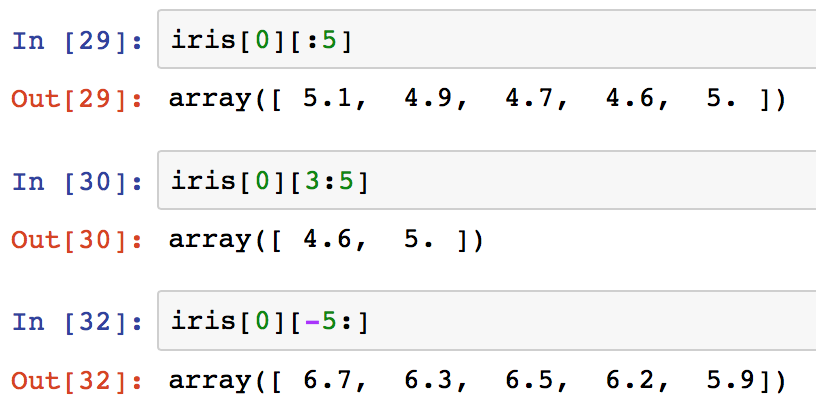 In [29]: iris[0][:5]
Out[29]: array([ 5.1,  4.9,  4.7,  4.6,  5. ])
In [30]: iris[0][3:5]
Out[30]: array([ 4.6,  5. ])
In [32]: iris[0][-5:]
Out[32]: array([ 6.7,  6.3,  6.5,  6.2,  5.9])